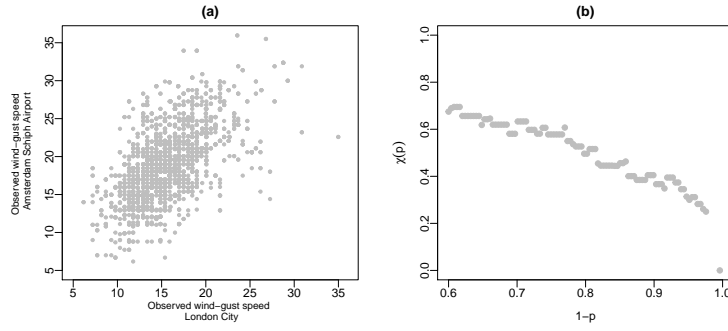 (a)
Observed wind−gust speed
Amsterdam Schiph Airport
35
30
25
20
15
10
5
5 10 15 20 25 30 35
Observed wind−gust speed
London City
(b)
χ(p)
1.0
0.8
0.6
0.4
0.2
0.0
0.6 0.7 0.8 0.9 1.0
1−p